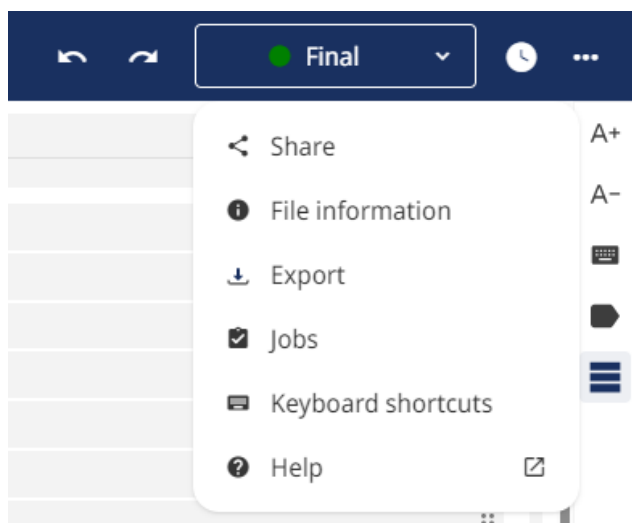 Final
Share
A+
File information
A-
Export
Jobs
Keyboard shortcuts
Help